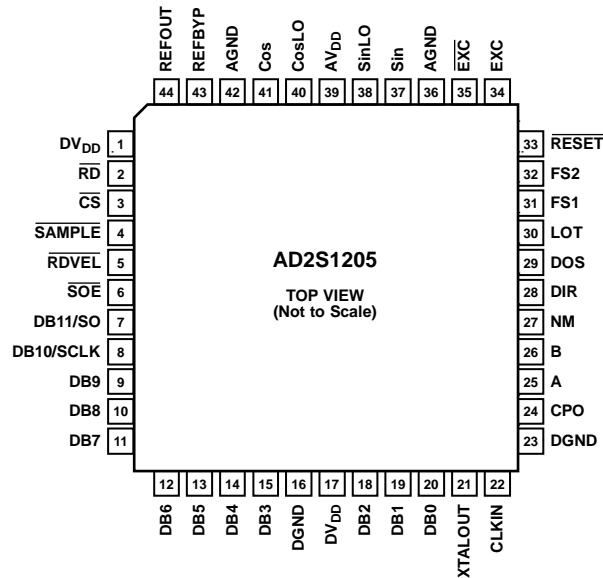 REFOUT
REFBYP
AGND
Cos
CosLO
AVDD
SinLO
Sin
AGND
EXC
EXC
44 43 42 41 40 39 38 37 36 35 34
DVDD 1
RD 2
CS 3
SAMPLE 4
RDVEL 5
SOE 6
DB11/SO 7
DB10/SCLK 8
DB9 9
DB8 10
DB7 11
AD2S1205
TOP VIEW
(Not to Scale)
33 RESET
32 FS2
31 FS1
30 LOT
29 DOS
28 DIR
27 NM
26 B
25 A
24 CPO
23 DGND
12 13 14 15 16 17 18 19 20 21 22
DB6
DB5
DB4
DB3
DGND
DVDD
DB2
DB1
DB0
XTALOUT
CLKIN